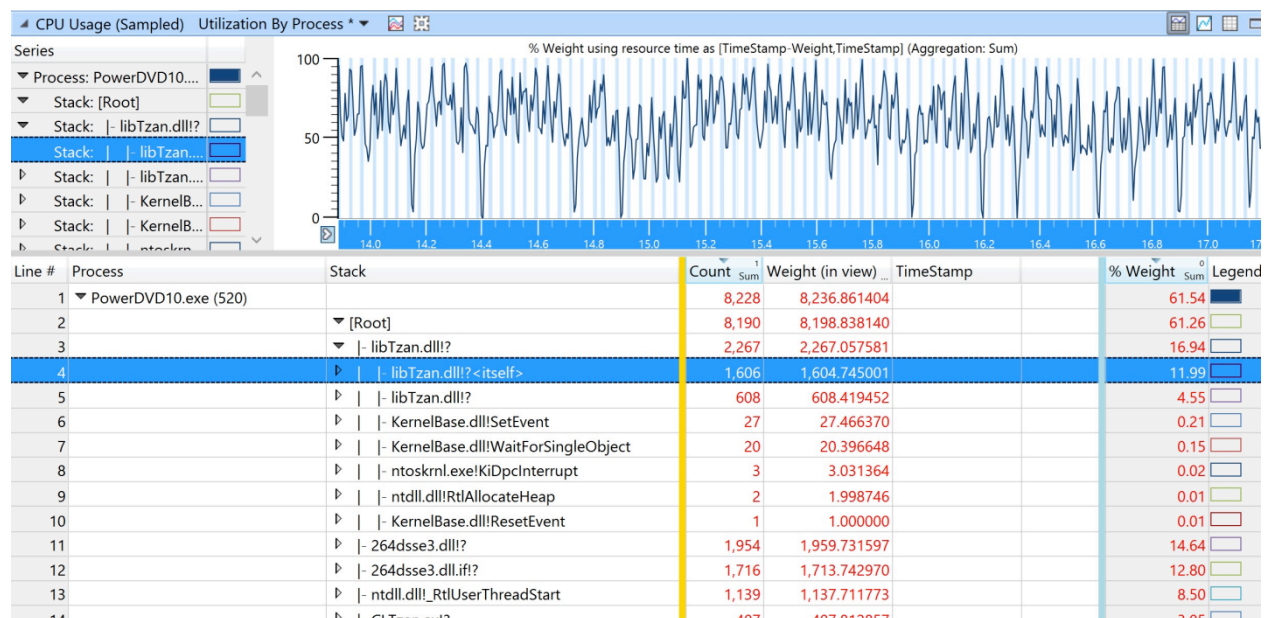 CPU Usage (Sampled) Utilization By Process *
Series
% Weight using resource time as [TimeStamp-Weight,TimeStamp] (Aggregation: Sum)
Process: PowerDVD10....
Stack: [Root]
Stack: |- libTzan.dll!?
Stack: | |- libTzan....
Stack: | |- libTzan....
Stack: | |- KernelB...
Stack: | |- KernelB...
Stack: | |- ntoskrn...
100
50
0
14.0 14.2 14.4 14.6 14.8 15.0 15.2 15.4 15.6 15.8 16.0 16.2 16.4 16.6 16.8 17.0 17
Line # Process Stack Count 1 Sum Weight (in view) ... TimeStamp % Weight 0 Sum Legend
1 PowerDVD10.exe (520) 8,228 8,236.861404 61.54
2 [Root] 8,190 8,198.838140 61.26
3 |- libTzan.dll!? 2,267 2,267.057581 16.94
4 | |- libTzan.dll!?<itself> 1,606 1,604.745001 11.99
5 | |- libTzan.dll!? 608 608.419452 4.55
6 | |- KernelBase.dll!SetEvent 27 27.466370 0.21
7 | |- KernelBase.dll!WaitForSingleObject 20 20.396648 0.15
8 | |- ntoskrnl.exe!KiDpcInterrupt 3 3.031364 0.02
9 | |- ntdll.dll!RtlAllocateHeap 2 1.998746 0.01
10 | |- KernelBase.dll!ResetEvent 1 1.000000 0.01
11 |- 264dsse3.dll!? 1,954 1,959.731597 14.64
12 |- 264dsse3.dll.if!? 1,716 1,713.742970 12.80
13 |- ntdll.dll!_RtlUserThreadStart 1,139 1,137.711773 8.50